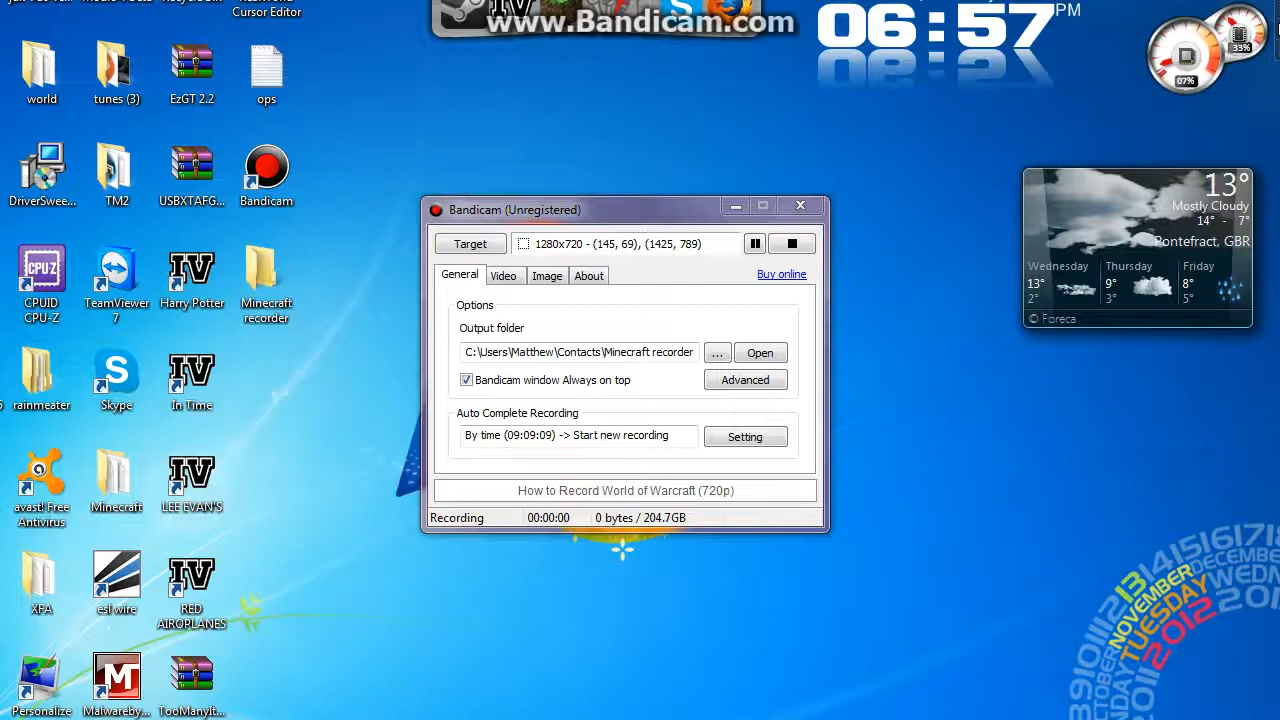 Cursor Editor
www.Bandicam.com
06:57
PM
07%
33%
world
tunes (3)
EzGT 2.2
ops
DriverSwee...
TM2
USBXTAFG...
Bandicam
CPUID
CPU-Z
TeamViewer
7
Harry Potter
Minecraft
recorder
rainmeater
Skype
In Time
avast! Free
Antivirus
Minecraft
LEE EVAN'S
XFA
esl wire
RED
AIROPLANES
Personalize
Malwareby...
TooManyIt...
Bandicam (Unregistered)
Target
1280x720 - (145, 69), (1425, 789)
General
Video
Image
About
Buy online
Options
Output folder
C:\Users\Matthew\Contacts\Minecraft recorder
...
Open
Bandicam window Always on top
Advanced
Auto Complete Recording
By time (09:09:09) -> Start new recording
Setting
How to Record World of Warcraft (720p)
Recording
00:00:00
0 bytes / 204.7GB
13°
Mostly Cloudy
14° - 7°
Pontefract, GBR
Wednesday
13°
2°
Thursday
9°
3°
Friday
8°
5°
© Foreca
NOVEMBER
TUESDAY
2012
13
DECEMBER